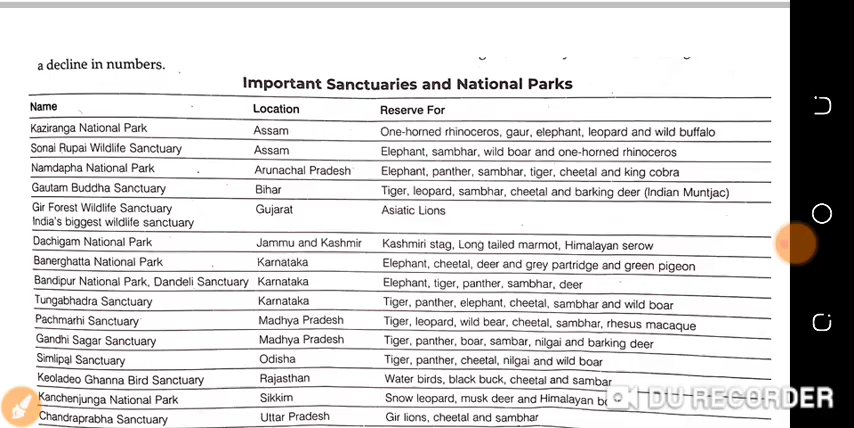 a decline in numbers.
Important Sanctuaries and National Parks
Name Location Reserve For
Kaziranga National Park Assam One-horned rhinoceros, gaur, elephant, leopard and wild buffalo
Sonai Rupai Wildlife Sanctuary Assam Elephant, sambhar, wild boar and one-horned rhinoceros
Namdapha National Park Arunachal Pradesh Elephant, panther, sambhar, tiger, cheetal and king cobra
Gautam Buddha Sanctuary Bihar Tiger, leopard, sambhar, cheetal and barking deer (Indian Muntjac)
Gir Forest Wildlife Sanctuary Gujarat Asiatic Lions
India's biggest wildlife sanctuary
Dachigam National Park Jammu and Kashmir Kashmiri stag, Long tailed marmot, Himalayan serow
Banerghatta National Park Karnataka Elephant, cheetal, deer and grey partridge and green pigeon
Bandipur National Park, Dandeli Sanctuary Karnataka Elephant, tiger, panther, sambhar, deer
Tungabhadra Sanctuary Karnataka Tiger, panther, elephant, cheetal, sambhar and wild boar
Pachmarhi Sanctuary Madhya Pradesh Tiger, leopard, wild bear, cheetal, sambhar, rhesus macaque
Gandhi Sagar Sanctuary Madhya Pradesh Tiger, panther, boar, sambar, nilgai and barking deer
Simlipal Sanctuary Odisha Tiger, panther, cheetal, nilgai and wild boar
Keoladeo Ghanna Bird Sanctuary Rajasthan Water birds, black buck, cheetal and sambar
Kanchenjunga National Park Sikkim Snow leopard, musk deer and Himalayan
DU RECORDER
Chandraprabha Sanctuary Uttar Pradesh Gir lions, cheetal and sambhar